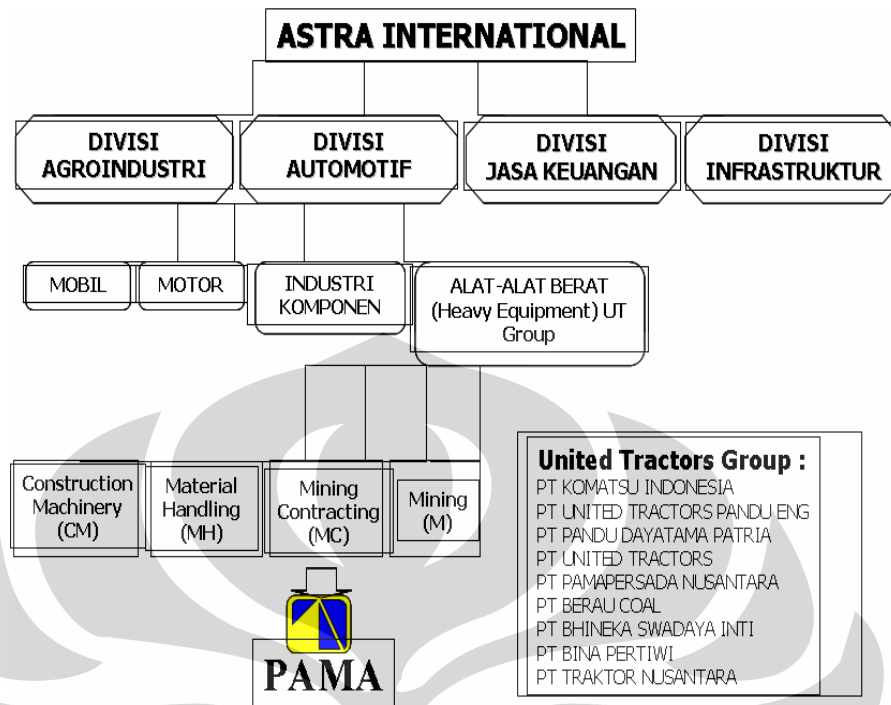 ASTRA INTERNATIONAL
DIVISI
AGROINDUSTRI
DIVISI
AUTOMOTIF
DIVISI
JASA KEUANGAN
DIVISI
INFRASTRUKTUR
MOBIL
MOTOR
INDUSTRI
KOMPONEN
ALAT-ALAT BERAT
(Heavy Equipment) UT
Group
Construction
Machinery
(CM)
Material
Handling
(MH)
Mining
Contracting
(MC)
Mining
(M)
PAMA
United Tractors Group :
PT KOMATSU INDONESIA
PT UNITED TRACTORS PANDU ENG
PT PANDU DAYATAMA PATRIA
PT UNITED TRACTORS
PT PAMAPERSADA NUSANTARA
PT BERAU COAL
PT BHINEKA SWADAYA INTI
PT BINA PERTIWI
PT TRAKTOR NUSANTARA